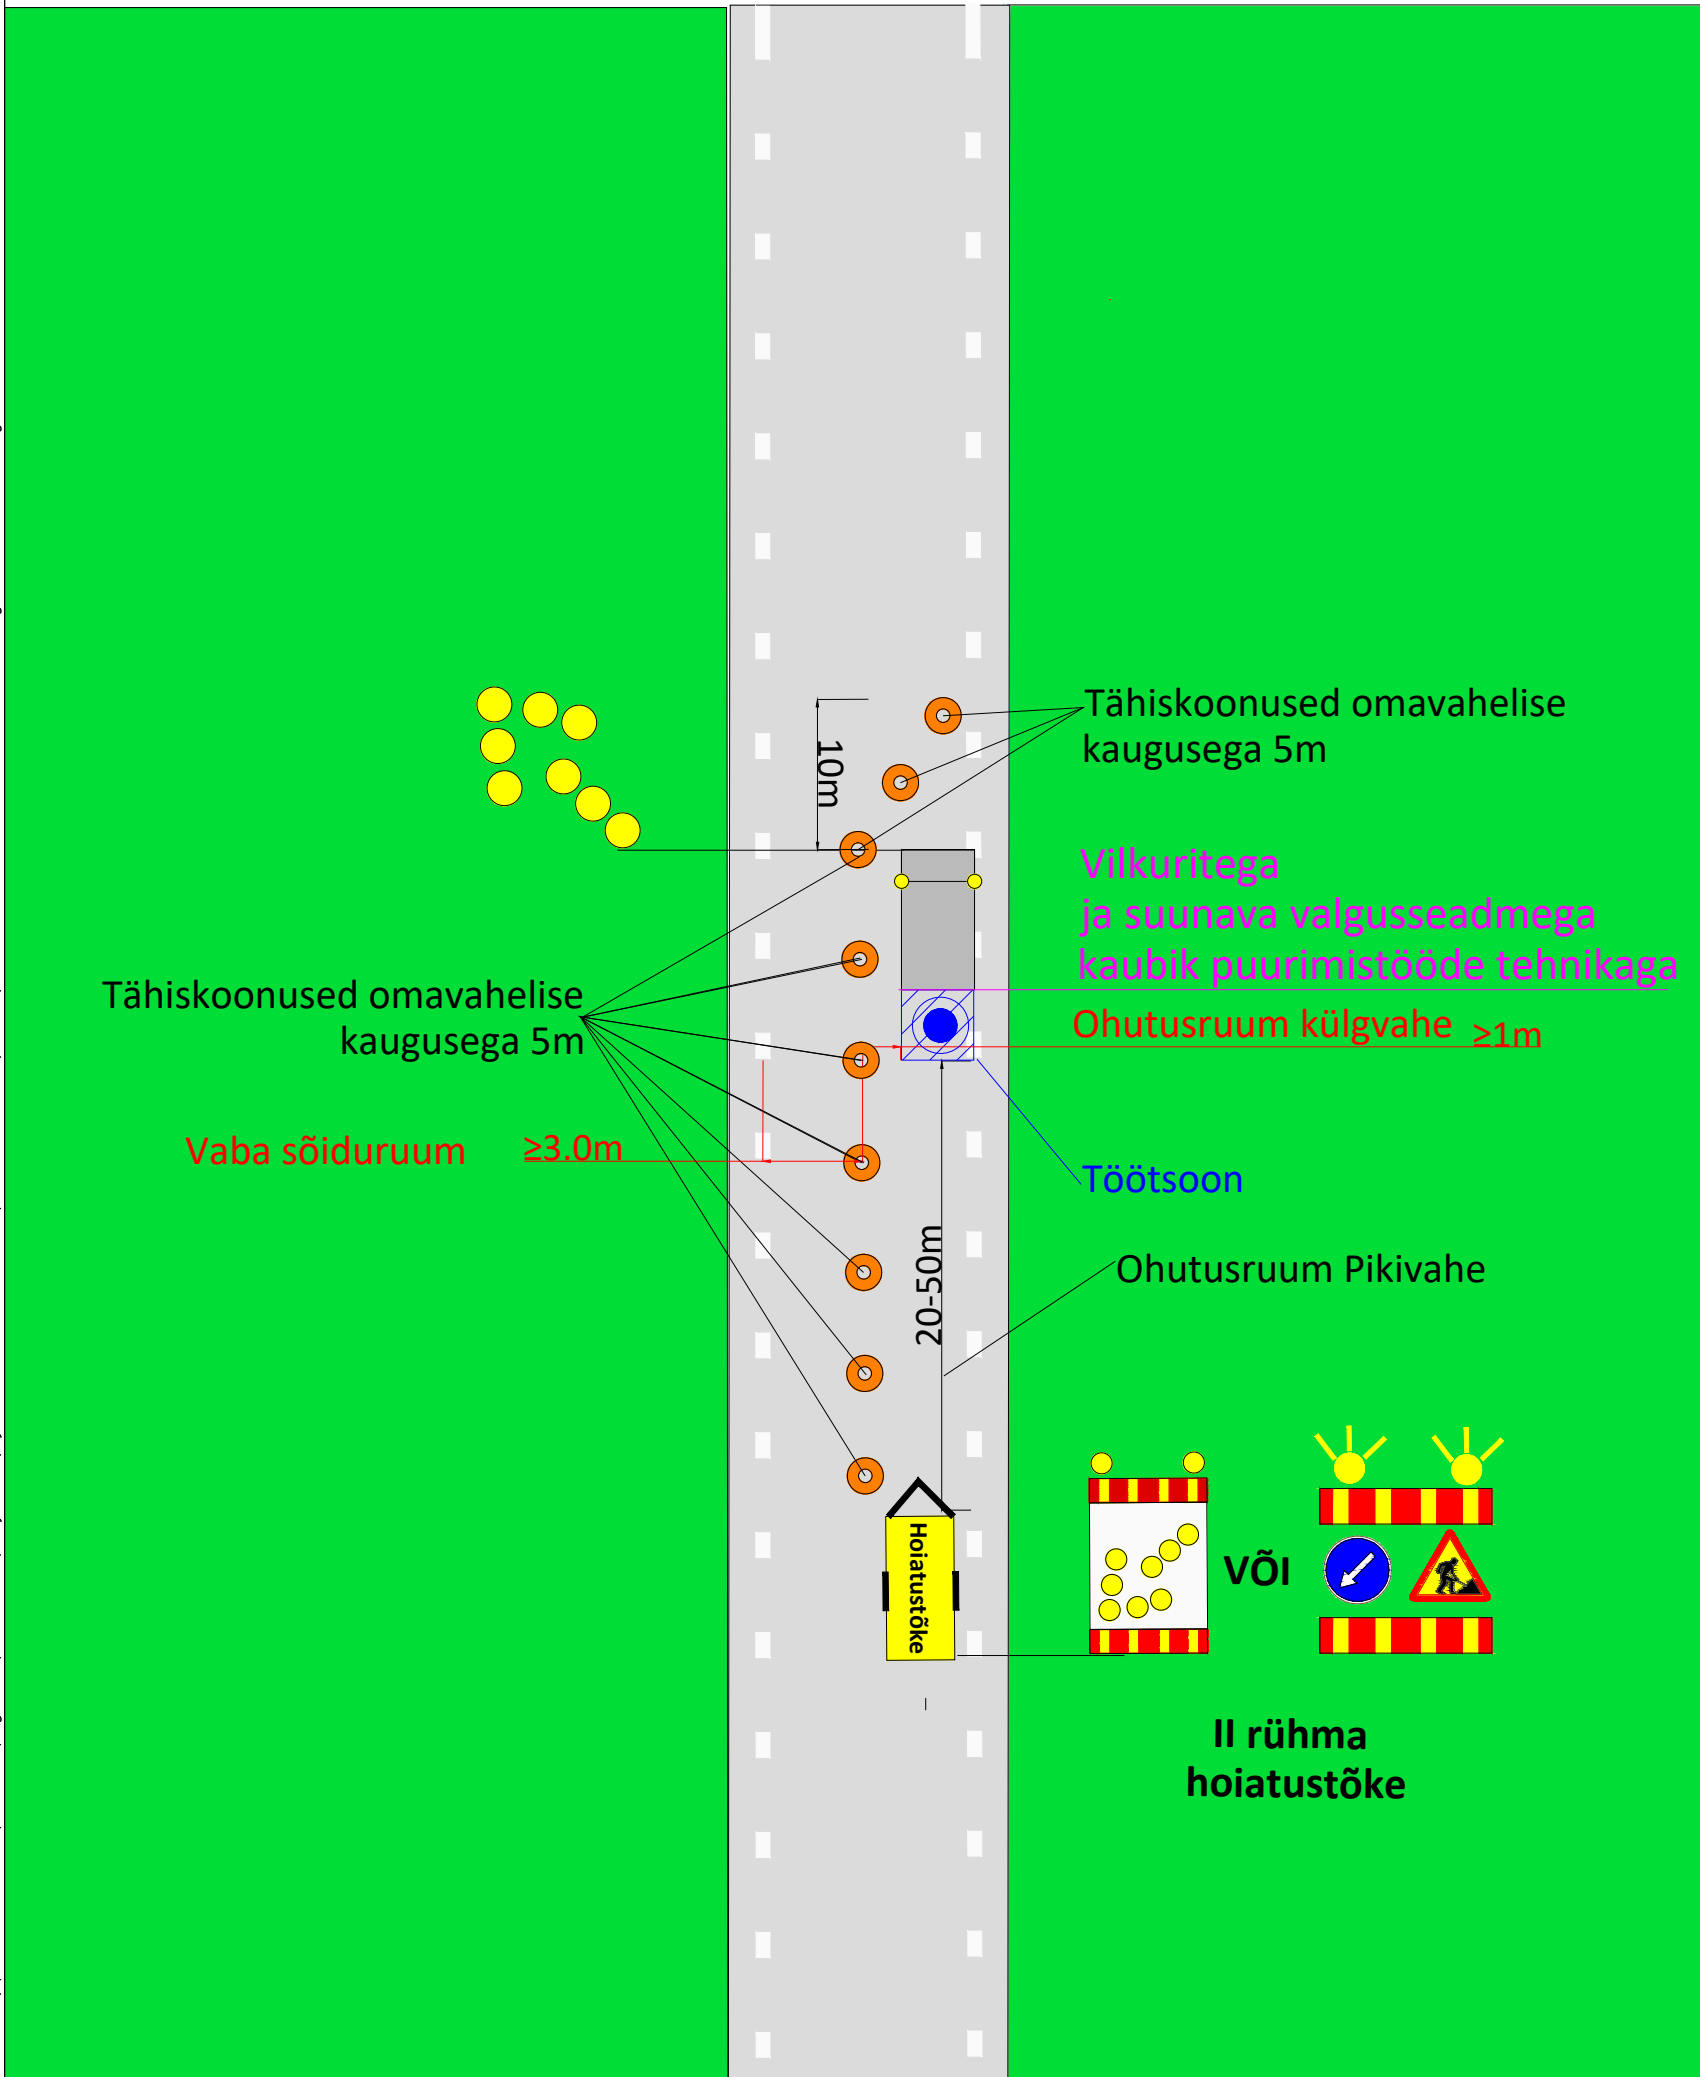 Tähiskoonused omavahelise
kaugusega 5m
10m
Vilkuritega
ja suunava valgusseadmega
kaubik puurimistööde tehnikaga
Tähiskoonused omavahelise
kaugusega 5m
Ohutusruum külgvahe ≥1m
Vaba sõiduruum ≥3.0m
Töötsoon
20-50m
Ohutusruum Pikivahe
Hoiatustõke
VÕI
II rühma
hoiatustõke